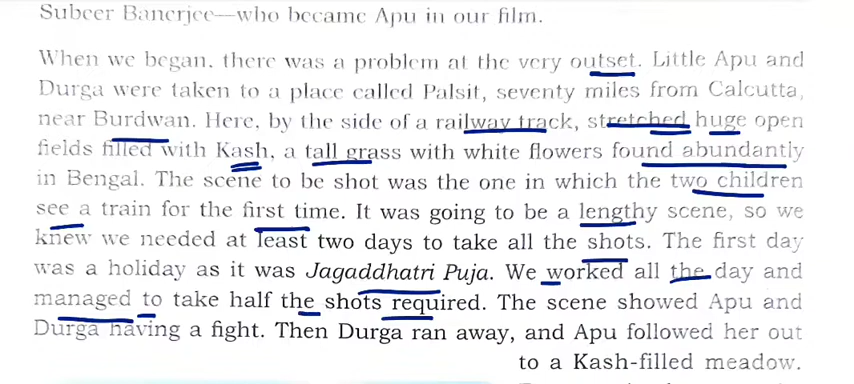 Subeer Banerjee—who became Apu in our film.
When we began, there was a problem at the very outset. Little Apu and
Durga were taken to a place called Palsit, seventy miles from Calcutta,
near Burdwan. Here, by the side of a railway track, stretched huge open
fields filled with Kash, a tall grass with white flowers found abundantly
in Bengal. The scene to be shot was the one in which the two children
see a train for the first time. It was going to be a lengthy scene, so we
knew we needed at least two days to take all the shots. The first day
was a holiday as it was Jagaddhatri Puja. We worked all the day and
managed to take half the shots required. The scene showed Apu and
Durga having a fight. Then Durga ran away, and Apu followed her out
to a Kash-filled meadow.